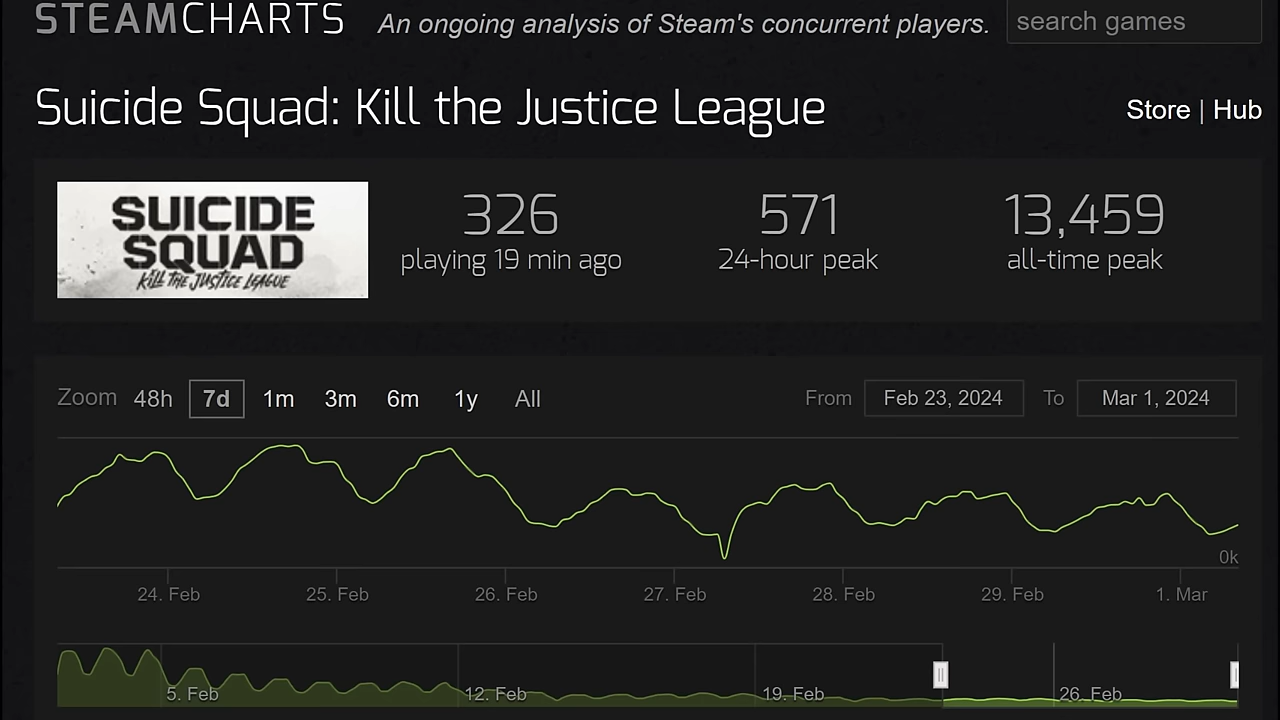 STEAMCHARTS An ongoing analysis of Steam's concurrent players. search games
Suicide Squad: Kill the Justice League Store | Hub
SUICIDE
SQUAD
KILL THE JUSTICE LEAGUE
326 571 13,459
playing 19 min ago 24-hour peak all-time peak
Zoom 48h 7d 1m 3m 6m 1y All From Feb 23, 2024 To Mar 1, 2024
0k
24. Feb 25. Feb 26. Feb 27. Feb 28. Feb 29. Feb 1. Mar
5. Feb 12. Feb 19. Feb 26. Feb